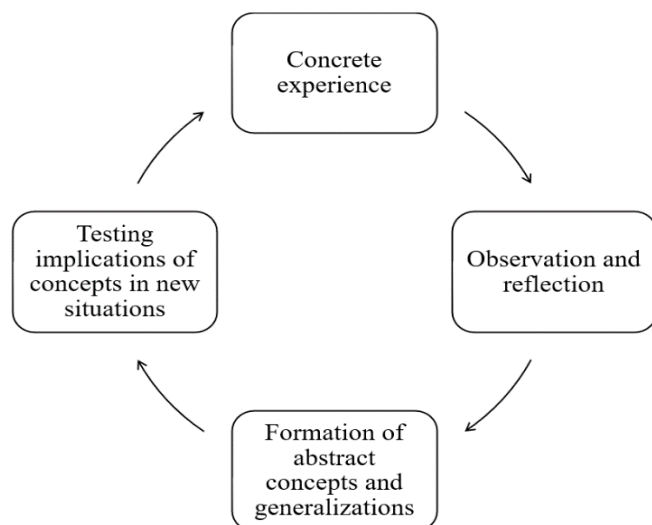 Concrete
experience
Observation and
reflection
Formation of
abstract
concepts and
generalizations
Testing
implications of
concepts in new
situations